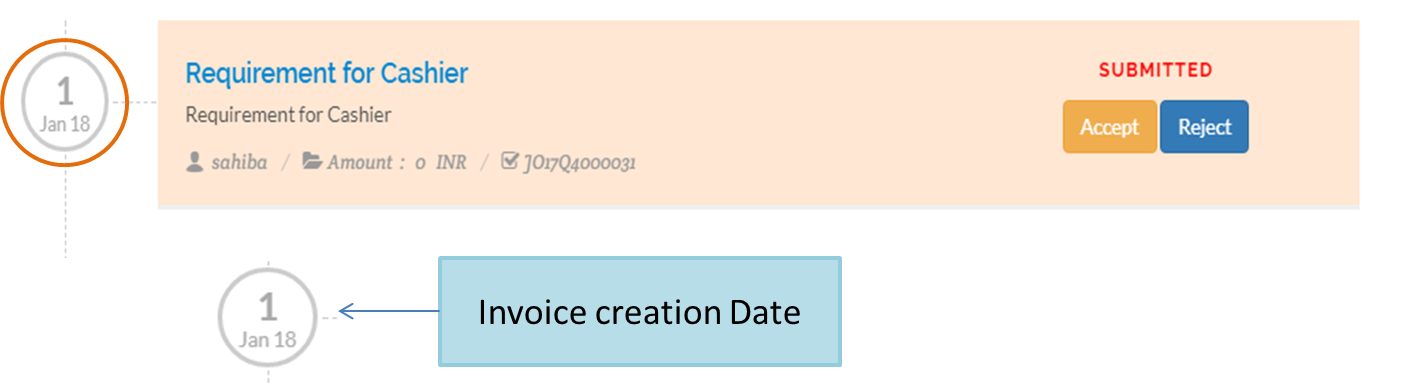 1
Jan 18
Requirement for Cashier
Requirement for Cashier
sahiba / Amount : 0 INR / JO17Q4000031
SUBMITTED
Accept Reject
1
Jan 18
Invoice creation Date